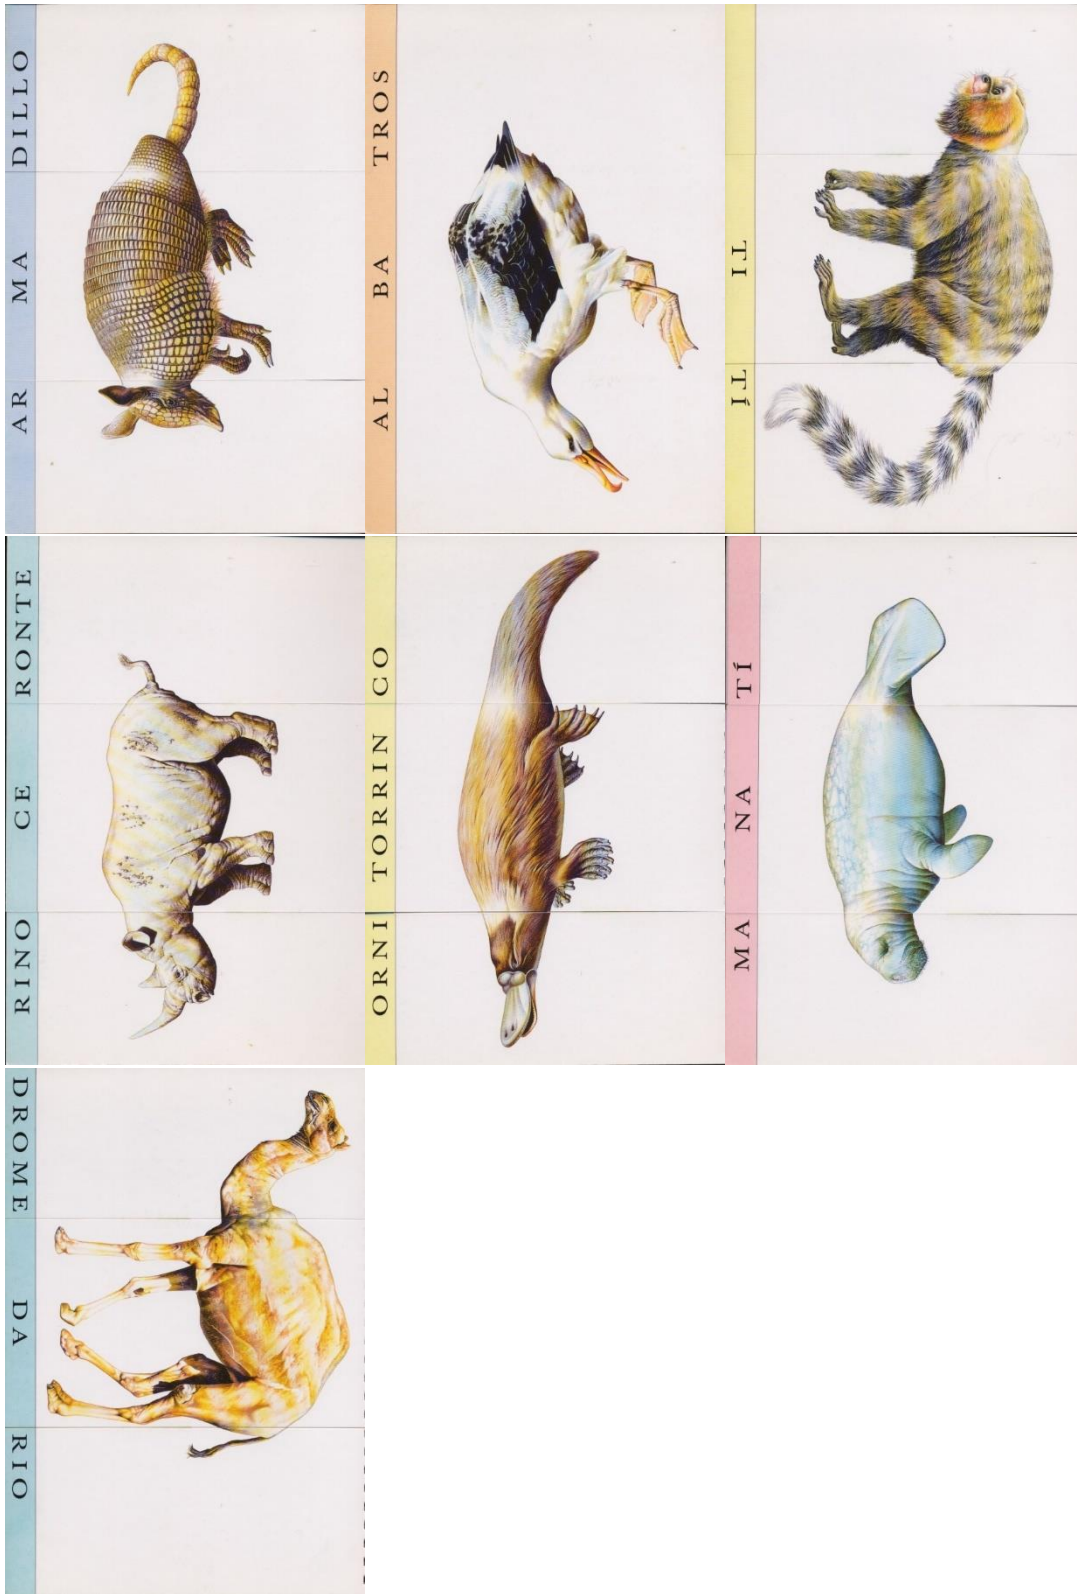 AR MA DILLO
AL BA TROS
TI TÍ
RINO CE RONTE
ORNI TORRIN CO
MA NA TÍ
DROME DA RIO